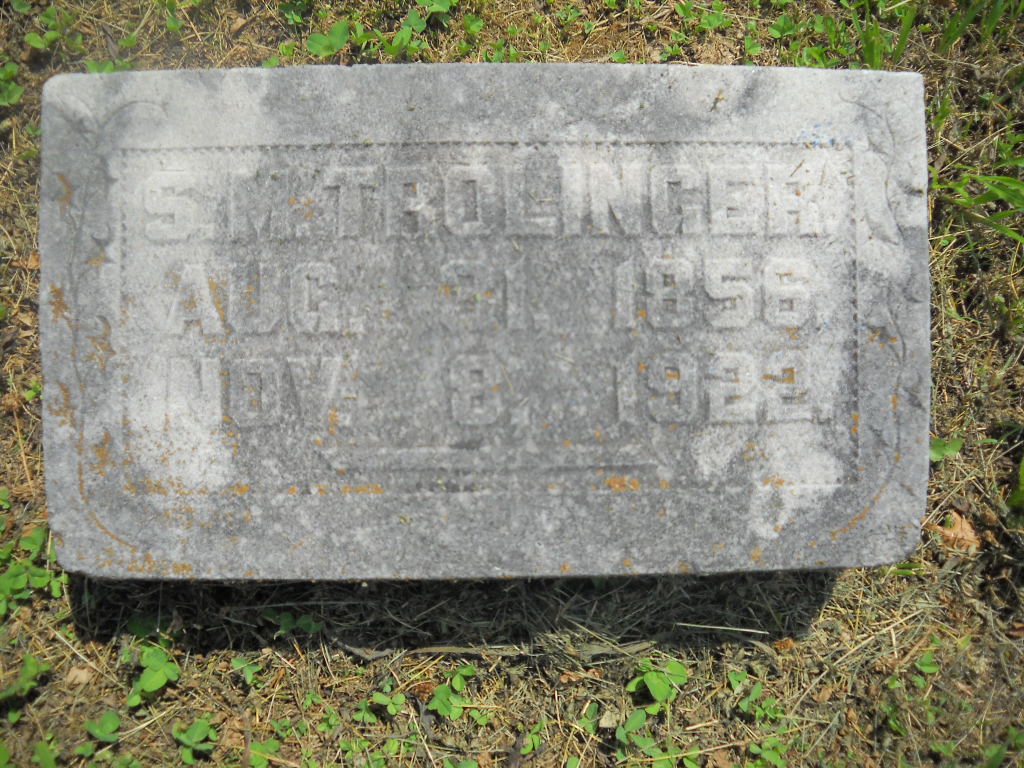 S.M. TROLINGER.
AUG. 31. 1856.
NOV. 8, 1922.